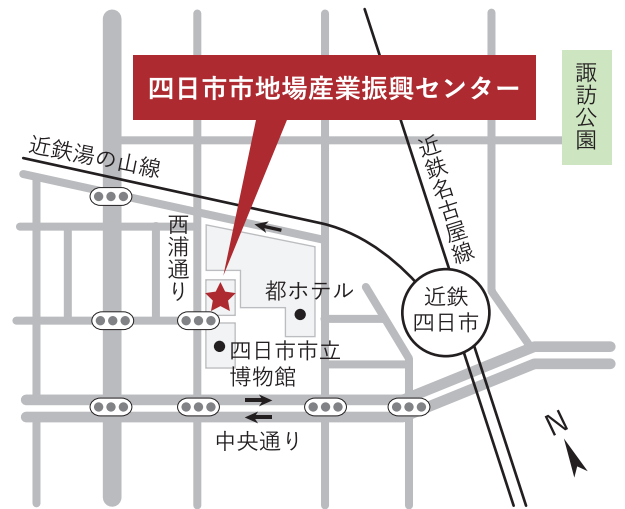 四日市市地場産業振興センター
諏訪公園
近鉄湯の山線
近鉄名古屋線
西浦通り
都ホテル
近鉄
四日市
四日市市立
博物館
中央通り
N